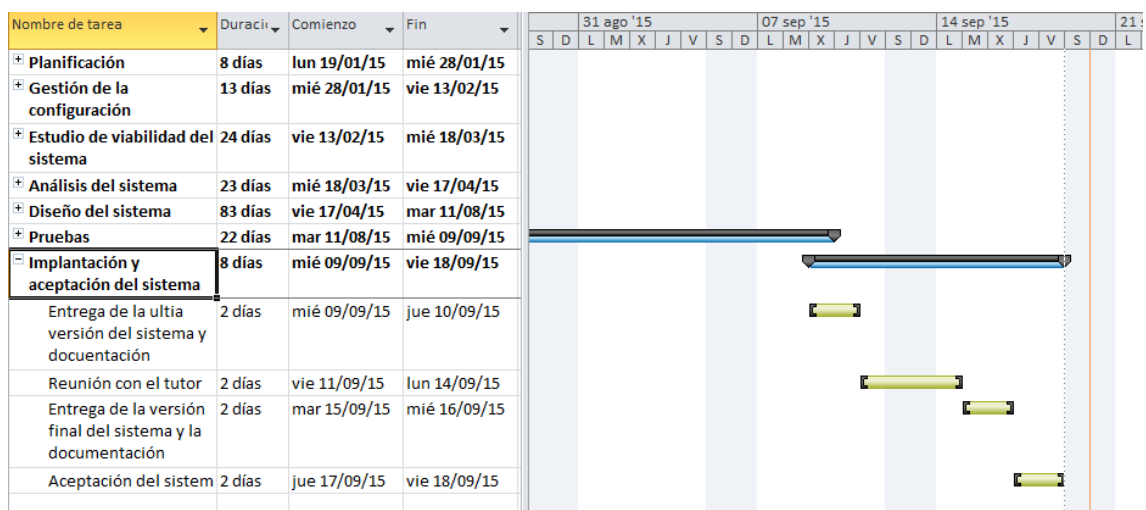 Nombre de tarea Duració Comienzo Fin 31 ago '15 07 sep '15 14 sep '15 21
S D L M X J V S D L M X J V S D L M X J V S D L
Planificación 8 días lun 19/01/15 mié 28/01/15
Gestión de la 13 días mié 28/01/15 vie 13/02/15
configuración
Estudio de viabilidad del 24 días vie 13/02/15 mié 18/03/15
sistema
Análisis del sistema 23 días mié 18/03/15 vie 17/04/15
Diseño del sistema 83 días vie 17/04/15 mar 11/08/15
Pruebas 22 días mar 11/08/15 mié 09/09/15
Implantación y 8 días mié 09/09/15 vie 18/09/15
aceptación del sistema
Entrega de la ultia 2 días mié 09/09/15 jue 10/09/15
versión del sistema y
docuentación
Reunión con el tutor 2 días vie 11/09/15 lun 14/09/15
Entrega de la versión 2 días mar 15/09/15 mié 16/09/15
final del sistema y la
documentación
Aceptación del sistem 2 días jue 17/09/15 vie 18/09/15